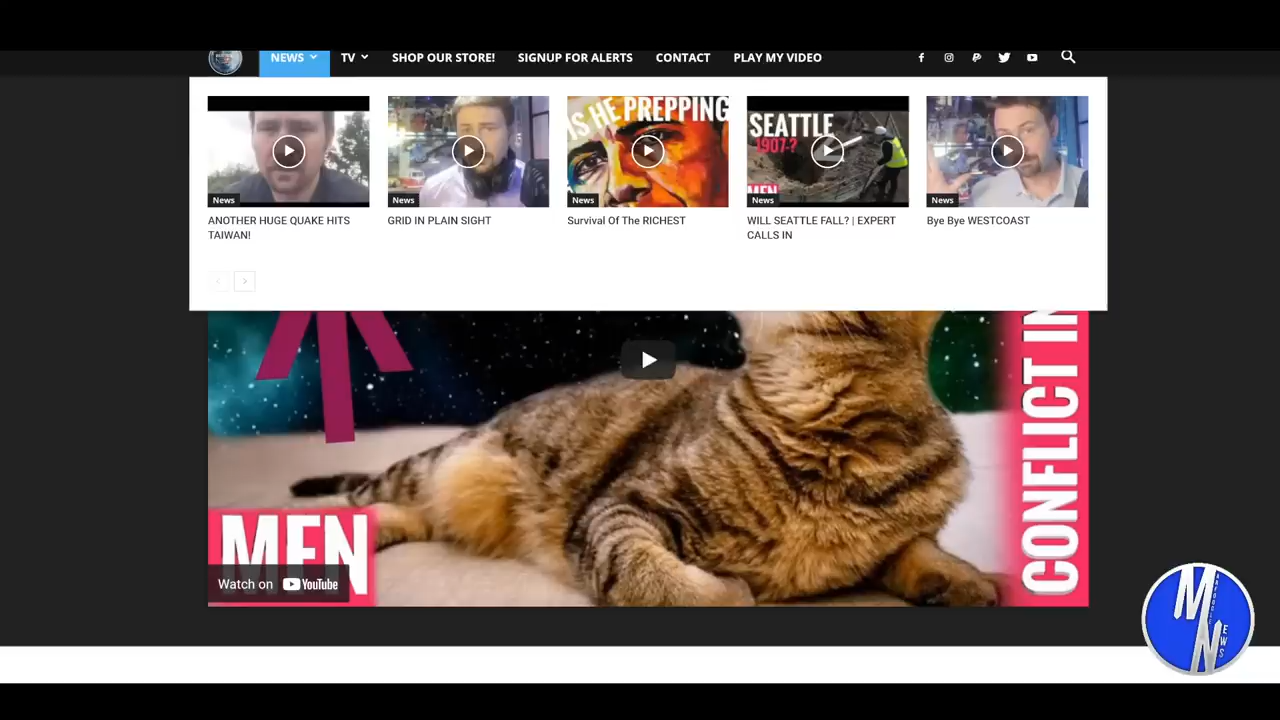 NEWS TV SHOP OUR STORE! SIGNUP FOR ALERTS CONTACT PLAY MY VIDEO
IS HE PREPPING
SEATTLE
1907-?
MEN
News News News News News
ANOTHER HUGE QUAKE HITS
TAIWAN!
GRID IN PLAIN SIGHT
Survival Of The RICHEST
WILL SEATTLE FALL? | EXPERT
CALLS IN
Bye Bye WESTCOAST
CONFLICT IN
MFN
Watch on YouTube